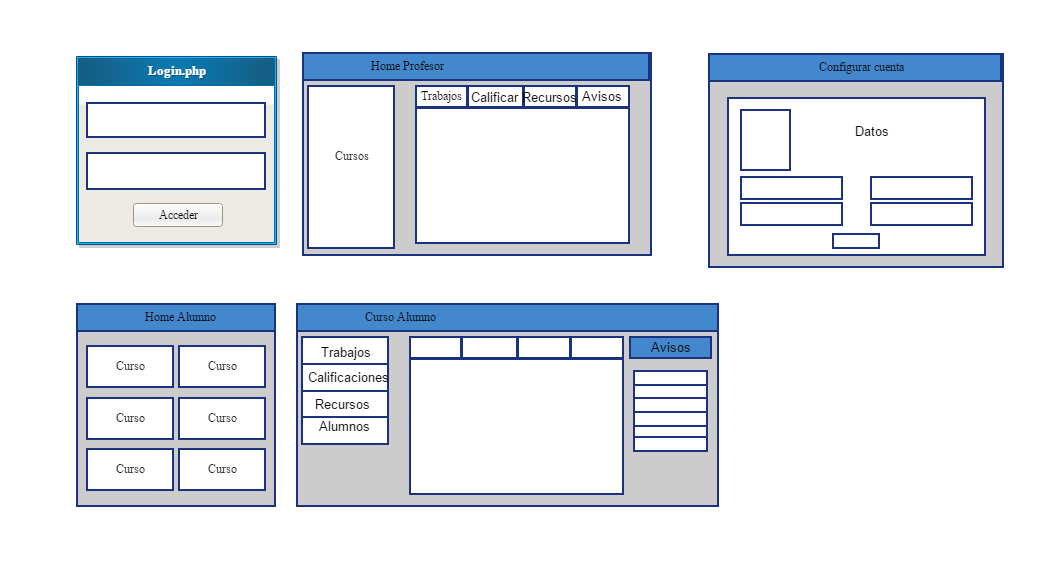 Login.php
Acceder
Home Profesor
Cursos
Trabajos Calificar Recursos Avisos
Configurar cuenta
Datos
Home Alumno
Curso Curso
Curso Curso
Curso Curso
Curso Alumno
Trabajos
Calificaciones
Recursos
Alumnos
Avisos